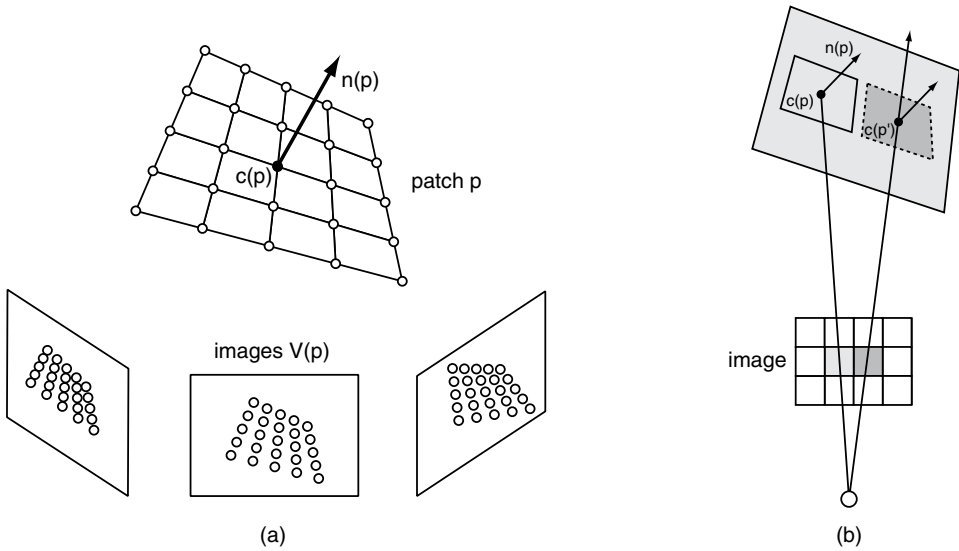 n(p)
c(p)
patch p
images V(p)
(a)
n(p)
c(p)
c(p')
image
(b)